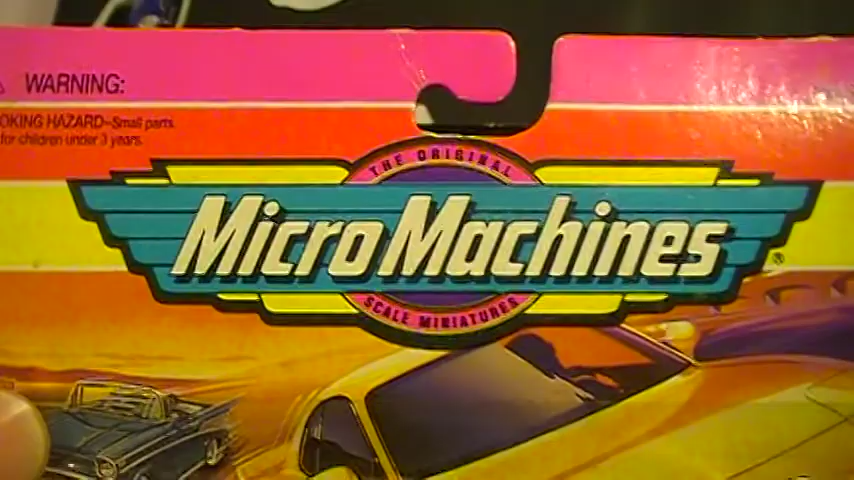 WARNING:
OKING HAZARD-Small parts.
for children under 3 years.
THE ORIGINAL
Micro Machines®
SCALE MINIATURES